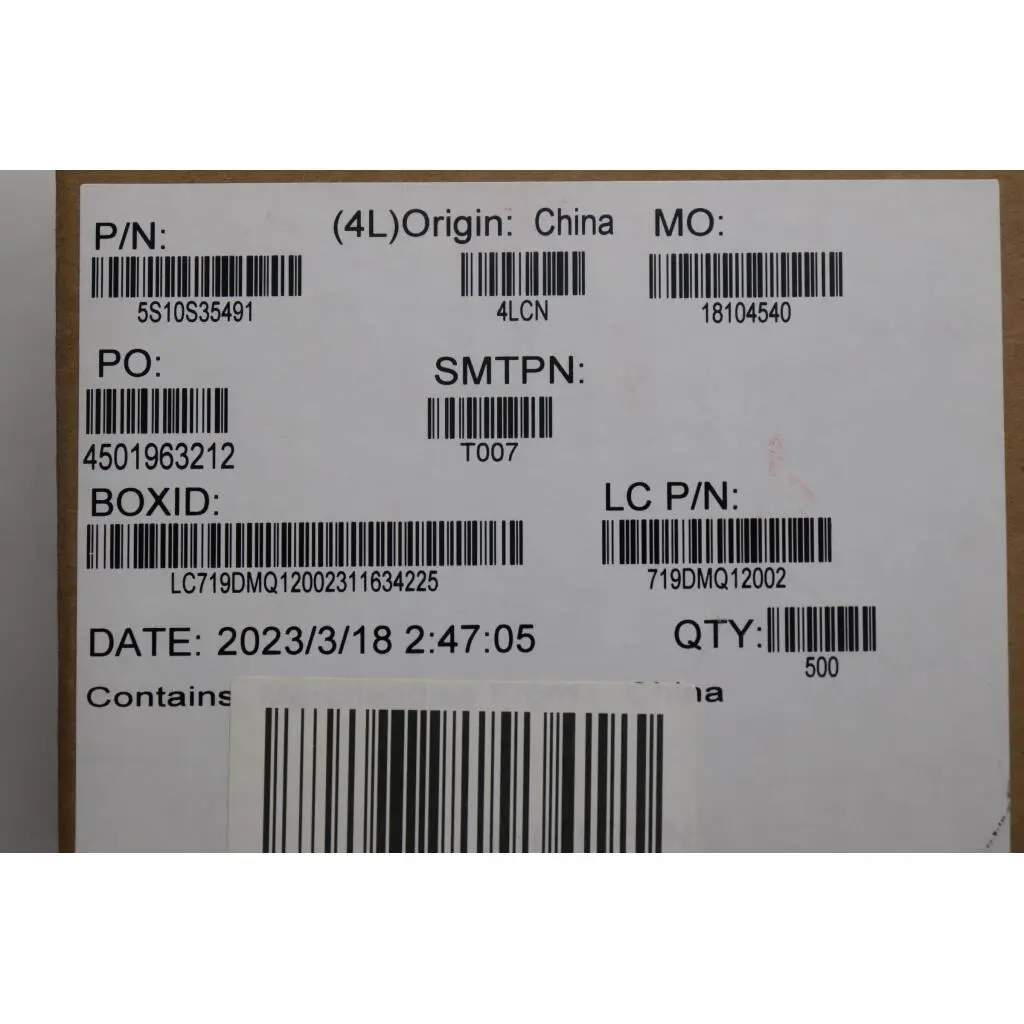 P/N: (4L)Origin: China MO:
5S10S35491 4LCN 18104540
PO: SMTPN:
4501963212 T007
BOXID: LC P/N:
LC719DMQ12002311634225 719DMQ12002
DATE: 2023/3/18 2:47:05 QTY:
500
Contains China